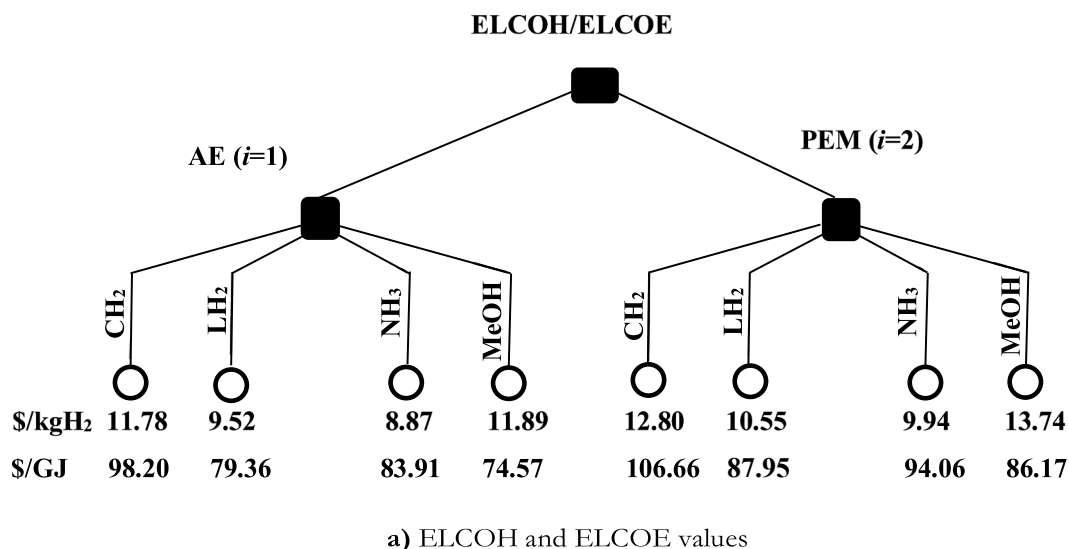 ELCOH/ELCOE
AE (i=1)
PEM (i=2)
CH₂ LH₂ NH₃ MeOH CH₂ LH₂ NH₃ MeOH
$/kgH₂ 11.78 9.52 8.87 11.89 12.80 10.55 9.94 13.74
$/GJ 98.20 79.36 83.91 74.57 106.66 87.95 94.06 86.17
a) ELCOH and ELCOE values